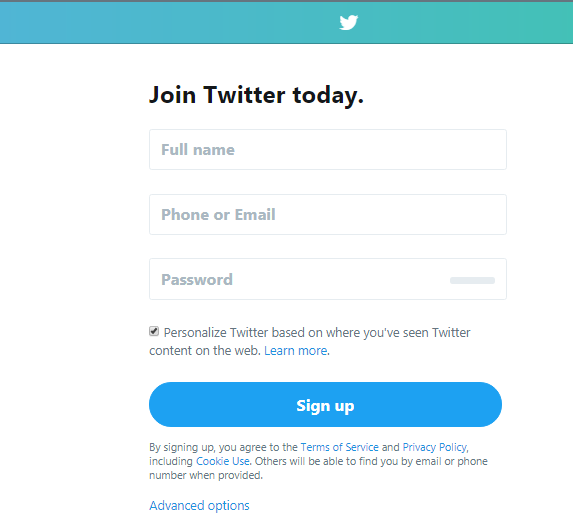 Join Twitter today.
Full name
Phone or Email
Password
Personalize Twitter based on where you've seen Twitter
content on the web. Learn more.
Sign up
By signing up, you agree to the Terms of Service and Privacy Policy,
including Cookie Use. Others will be able to find you by email or phone
number when provided.
Advanced options